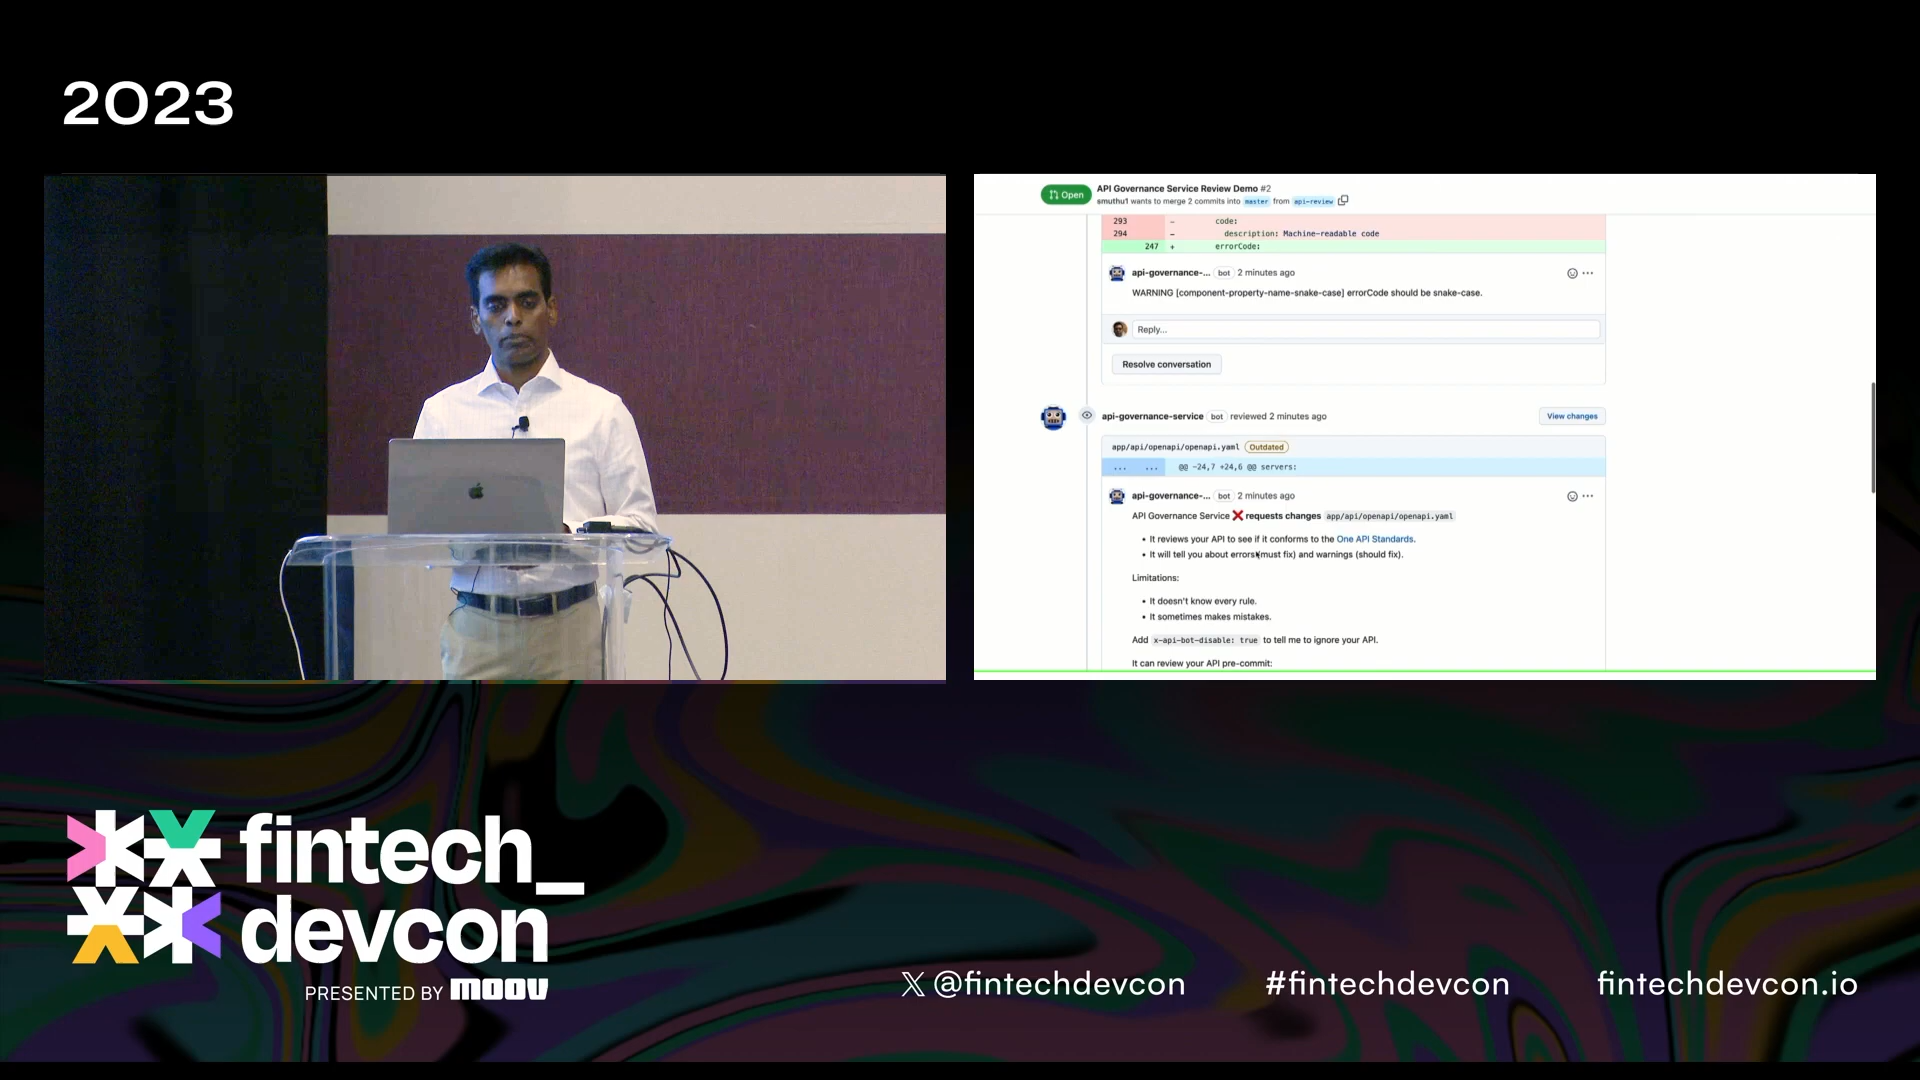 2023
Open
API Governance Service Review Demo #2
smuthu1 wants to merge 2 commits into master from api-review
293 - code:
294 - description: Machine-readable code
247 + errorCode:
api-governance-... bot 2 minutes ago
WARNING [component-property-name-snake-case] errorCode should be snake-case.
Reply...
Resolve conversation
api-governance-service bot reviewed 2 minutes ago
View changes
app/api/openapi/openapi.yaml Outdated
... ... @@ -24,7 +24,6 @@ servers:
api-governance-... bot 2 minutes ago
API Governance Service ❌ requests changes app/api/openapi/openapi.yaml
• It reviews your API to see if it conforms to the One API Standards.
• It will tell you about errors (must fix) and warnings (should fix).
Limitations:
• It doesn't know every rule.
• It sometimes makes mistakes.
Add x-api-bot-disable: true to tell me to ignore your API.
It can review your API pre-commit:
fintech_
devcon
PRESENTED BY moov
X @fintechdevcon
#fintechdevcon
fintechdevcon.io